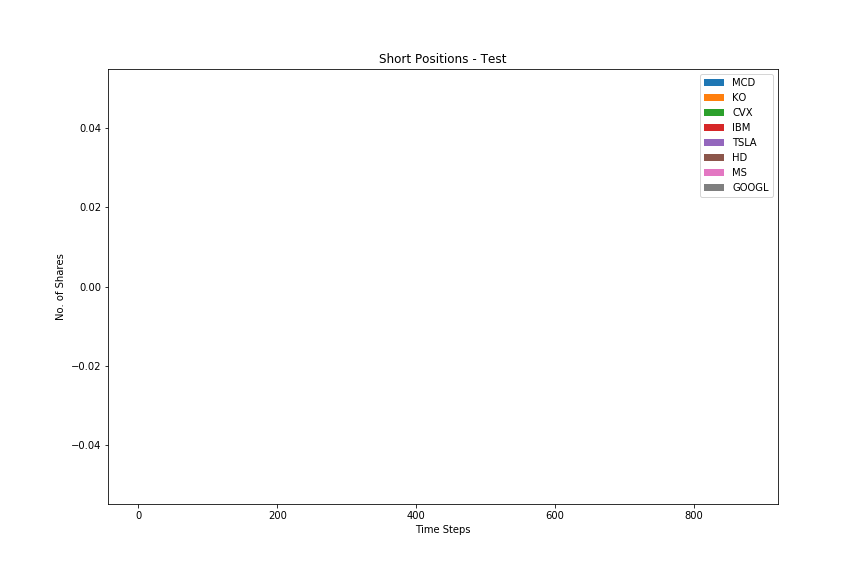 Short Positions - Test
MCD
KO
CVX
IBM
TSLA
HD
MS
GOOGL
0.04
0.02
0.00
−0.02
−0.04
No. of Shares
0
200
400
600
800
Time Steps